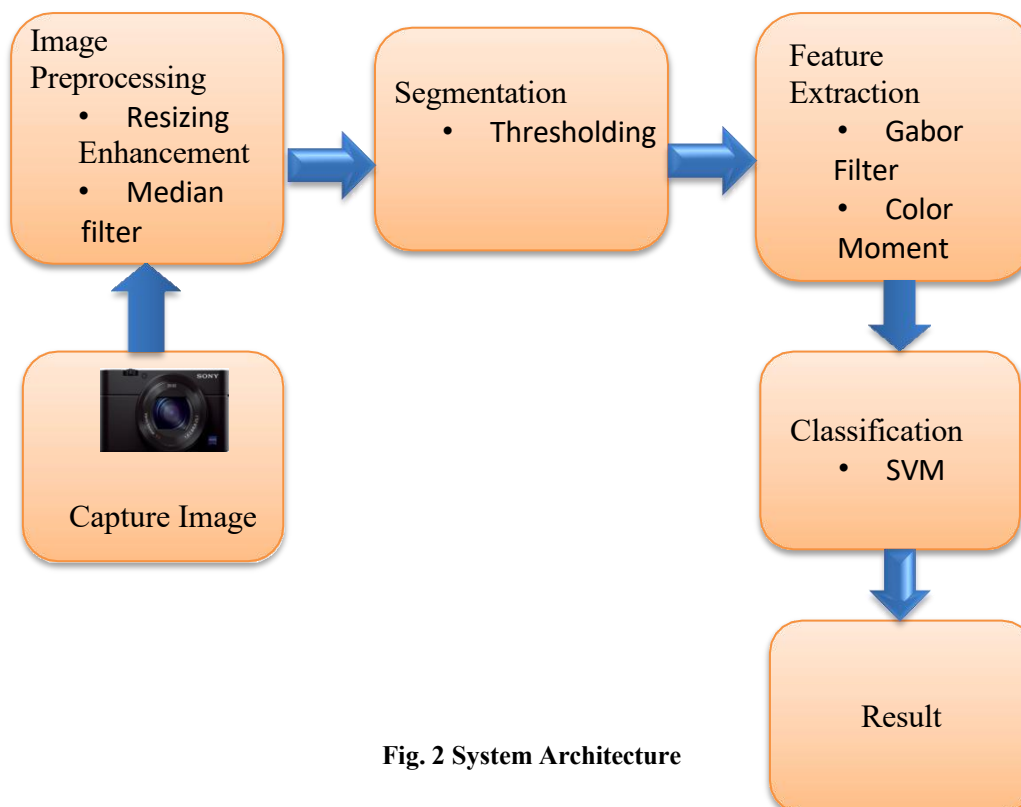 Image
Preprocessing
• Resizing
Enhancement
• Median
filter
Segmentation
• Thresholding
Feature
Extraction
• Gabor
Filter
• Color
Moment
SONY
Capture Image
Classification
• SVM
Result
Fig. 2 System Architecture